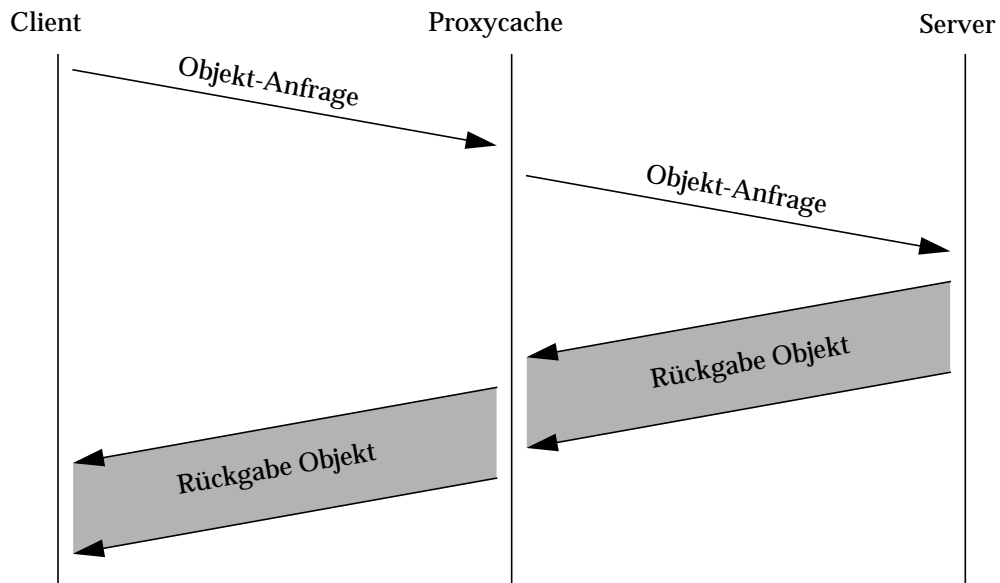 Client
Proxycache
Server
Objekt-Anfrage
Objekt-Anfrage
Rückgabe Objekt
Rückgabe Objekt